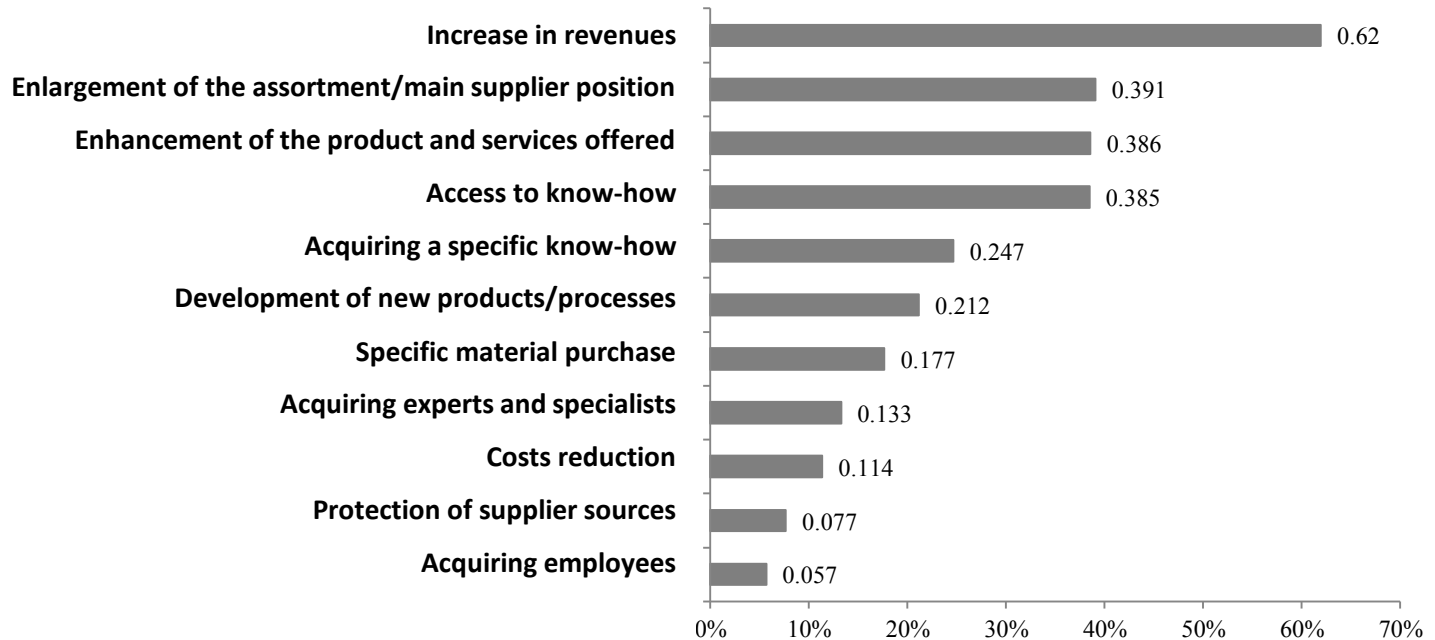 Increase in revenues 0.62
Enlargement of the assortment/main supplier position 0.391
Enhancement of the product and services offered 0.386
Access to know-how 0.385
Acquiring a specific know-how 0.247
Development of new products/processes 0.212
Specific material purchase 0.177
Acquiring experts and specialists 0.133
Costs reduction 0.114
Protection of supplier sources 0.077
Acquiring employees 0.057
0% 10% 20% 30% 40% 50% 60% 70%